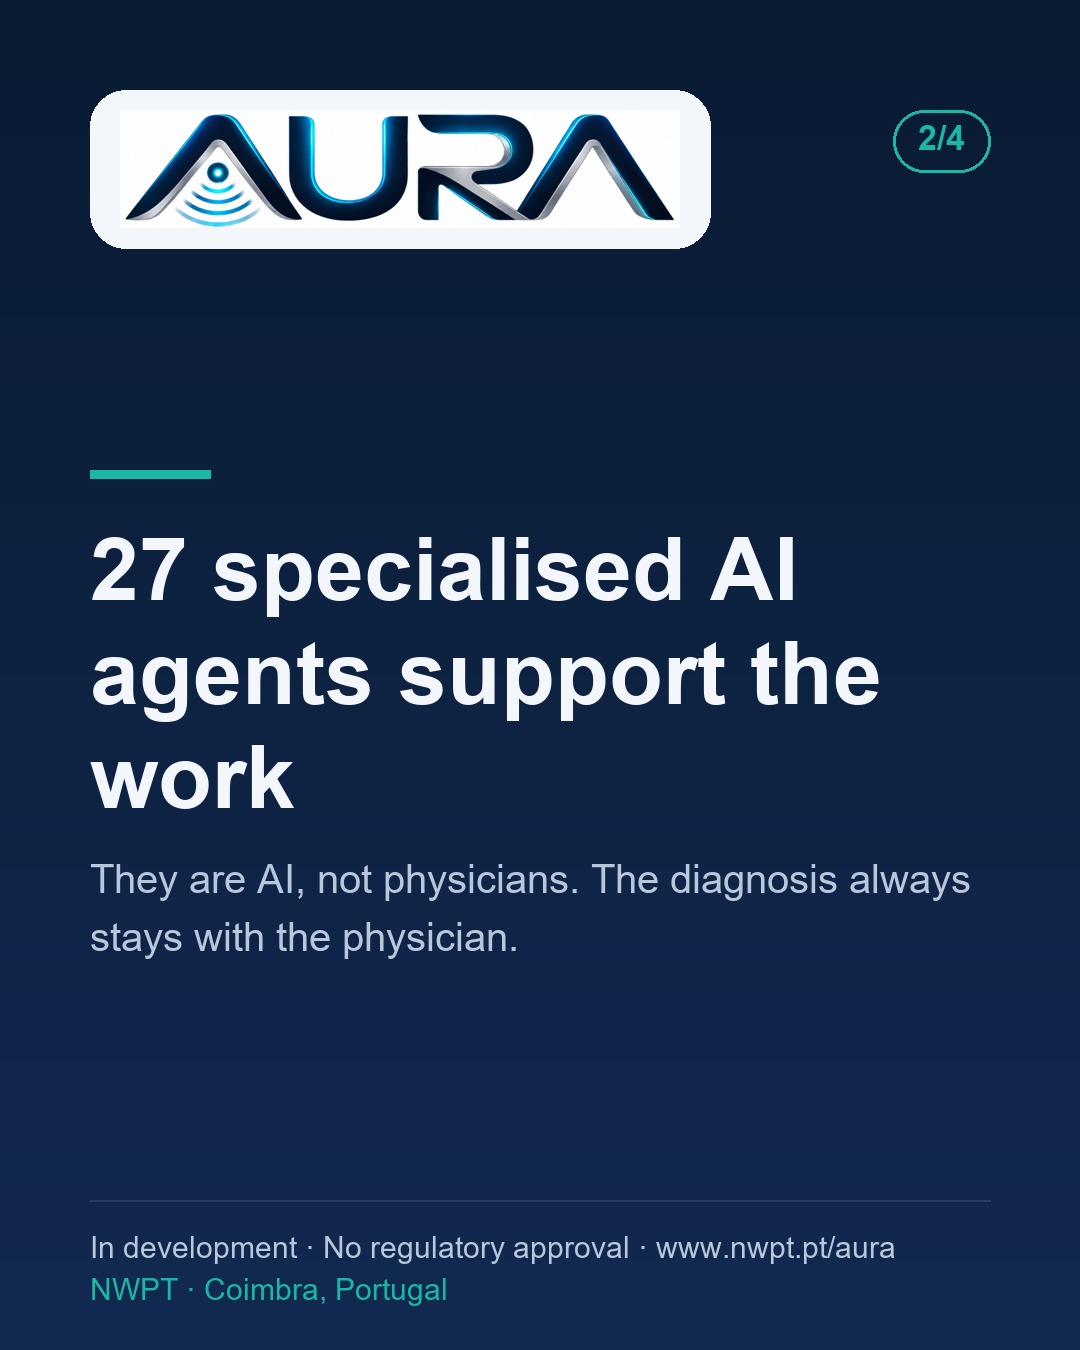 AURA
2/4
27 specialised AI
agents support the
work
They are AI, not physicians. The diagnosis always
stays with the physician.
In development · No regulatory approval · www.nwpt.pt/aura
NWPT · Coimbra, Portugal